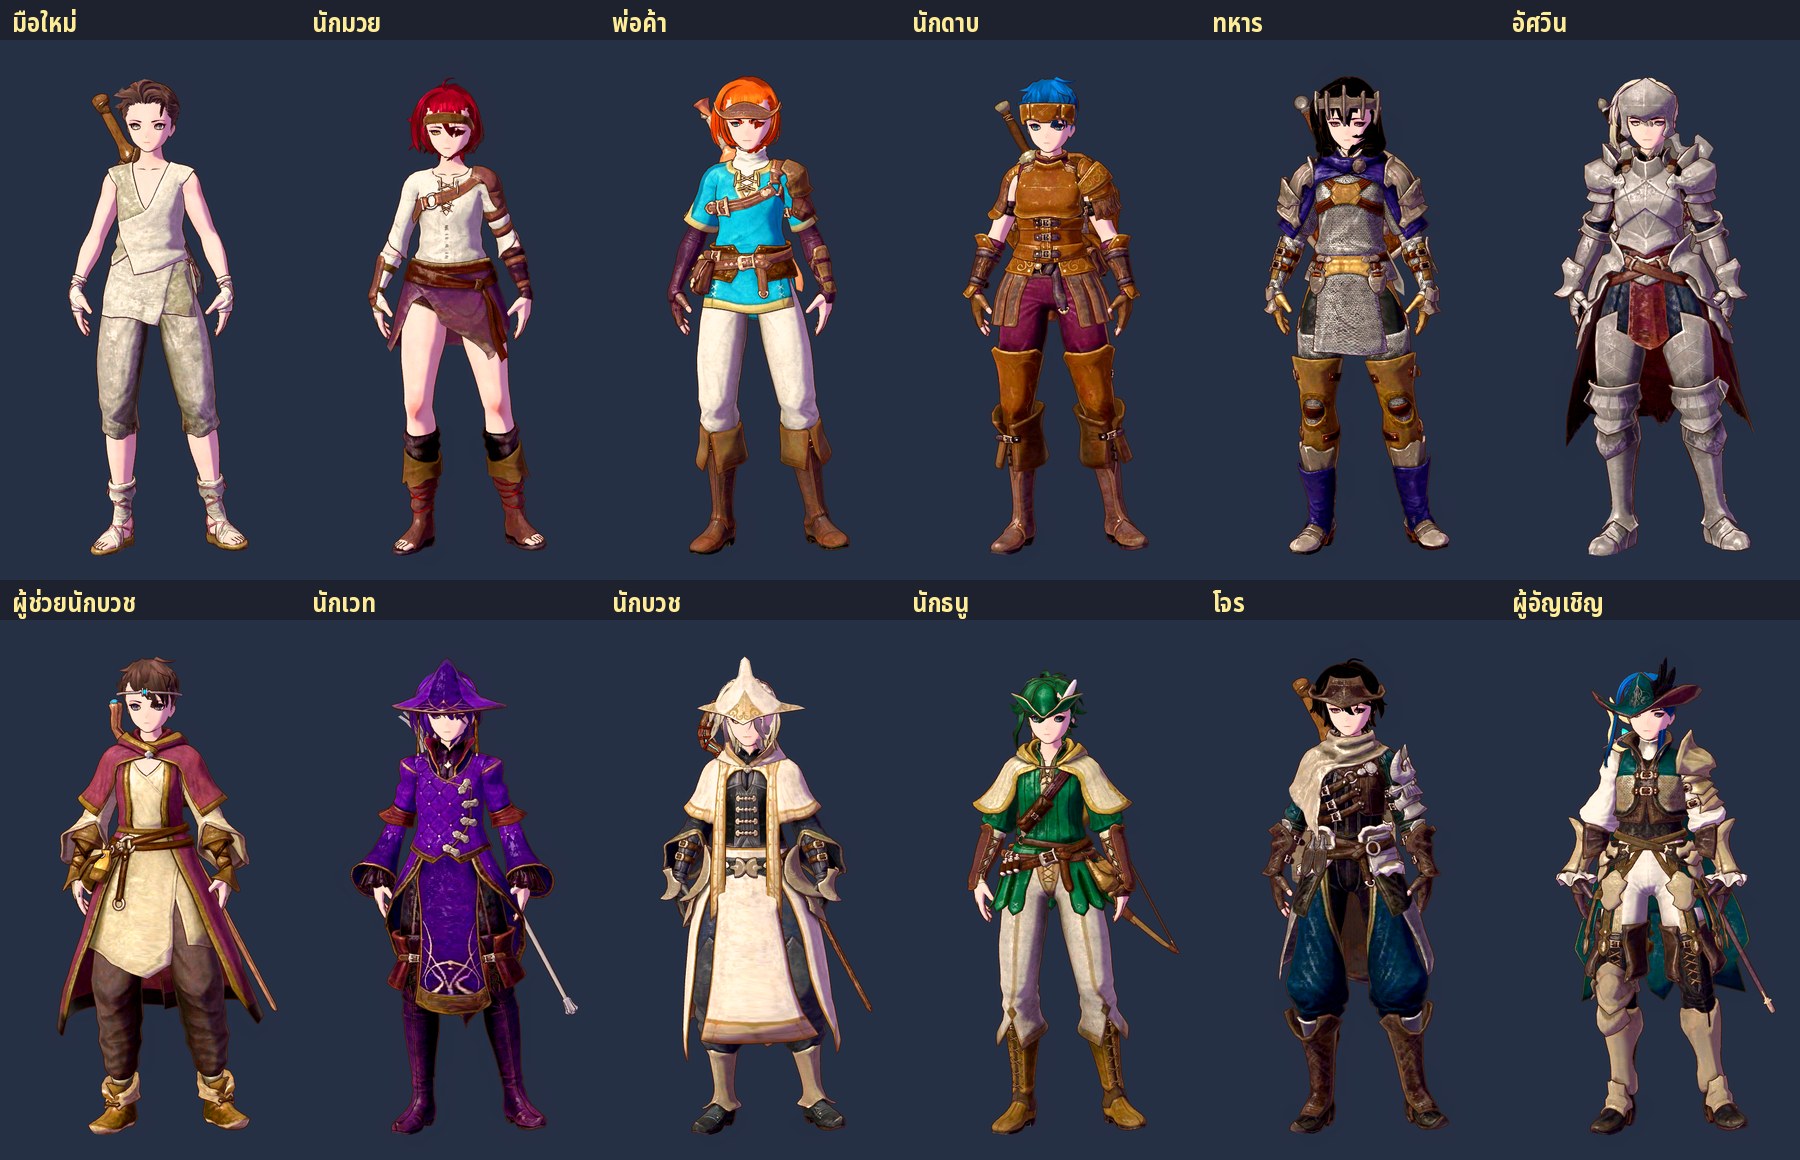 มือใหม่
นักมวย
พ่อค้า
นักดาบ
ทหาร
อัศวิน
ผู้ช่วยนักบวช
นักเวท
นักบวช
นักธนู
โจร
ผู้อัญเชิญ